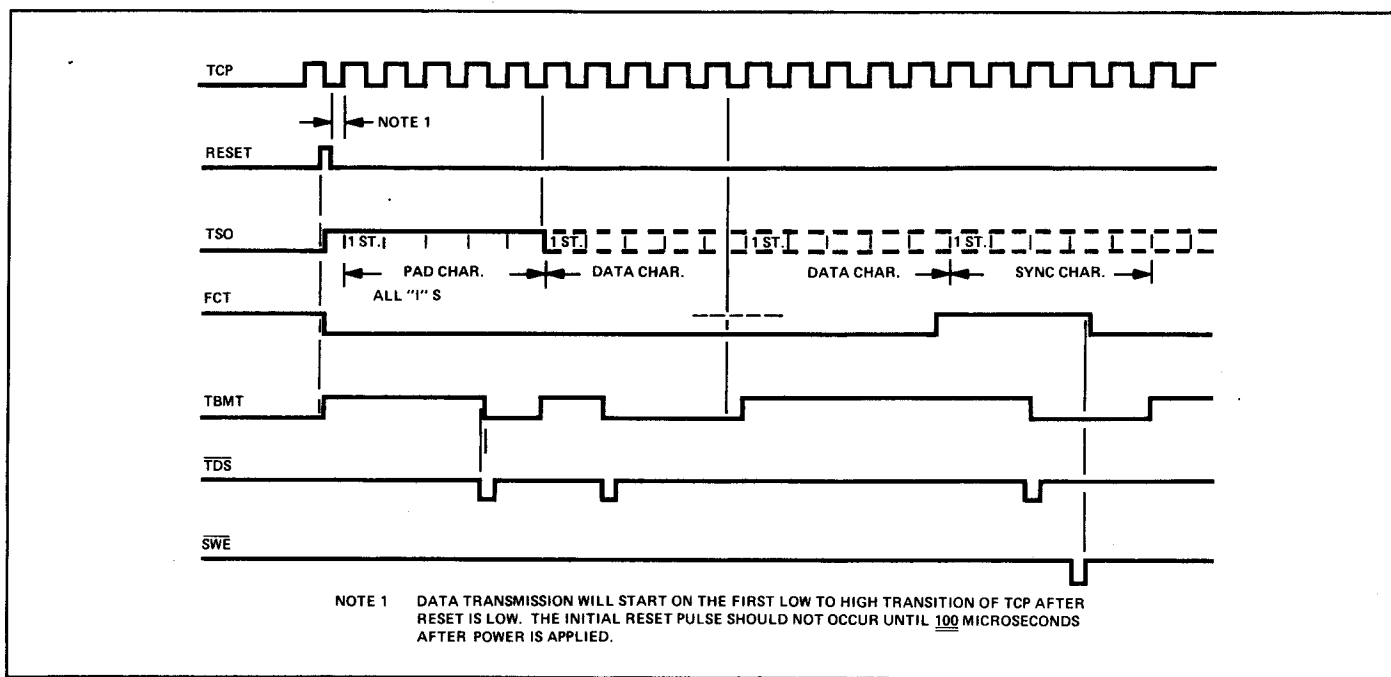 TCP
NOTE 1
RESET
TSO
1 ST.
1 ST.
1 ST.
1 ST.
PAD CHAR.
DATA CHAR.
DATA CHAR.
SYNC CHAR.
ALL "I" S
FCT
TBMT
TDS
SWE
NOTE 1 DATA TRANSMISSION WILL START ON THE FIRST LOW TO HIGH TRANSITION OF TCP AFTER
RESET IS LOW. THE INITIAL RESET PULSE SHOULD NOT OCCUR UNTIL 100 MICROSECONDS
AFTER POWER IS APPLIED.